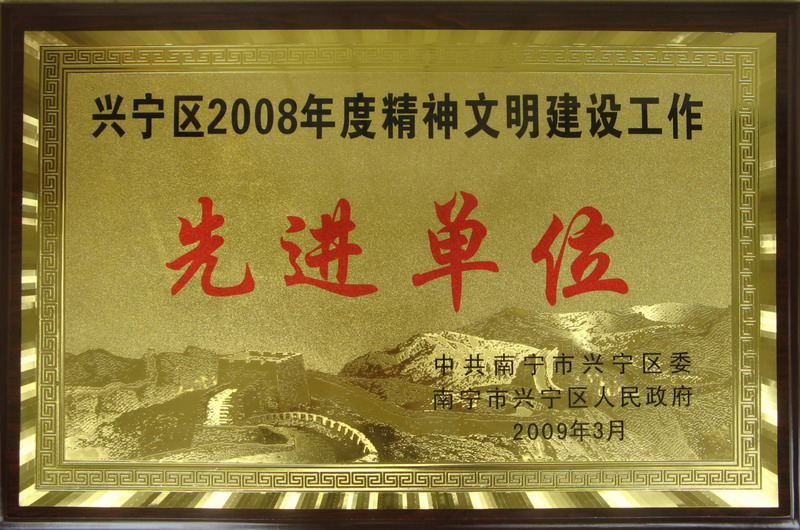 兴宁区2008年度精神文明建设工作
先进单位
中共南宁市兴宁区委
南宁市兴宁区人民政府
2009年3月